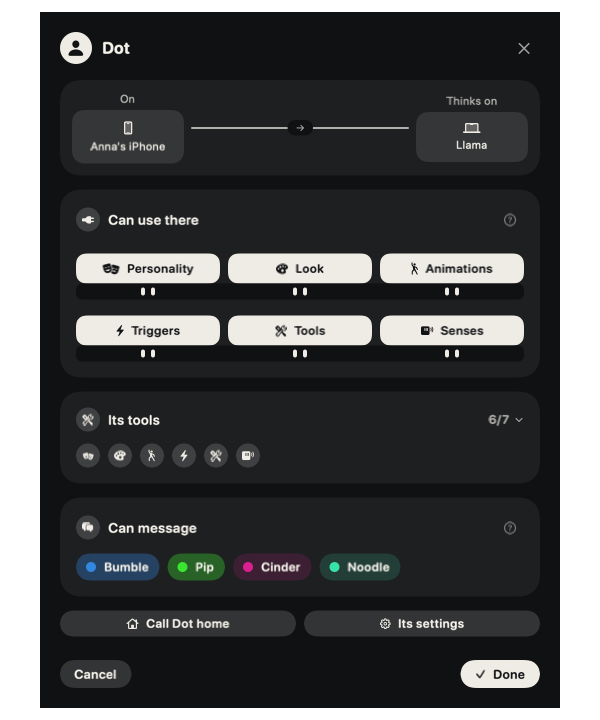 Dot
On
Thinks on
Anna's iPhone
Llama
Can use there
Personality
Look
Animations
Triggers
Tools
Senses
Its tools
6/7
Can message
Bumble
Pip
Cinder
Noodle
Call Dot home
Its settings
Cancel
Done